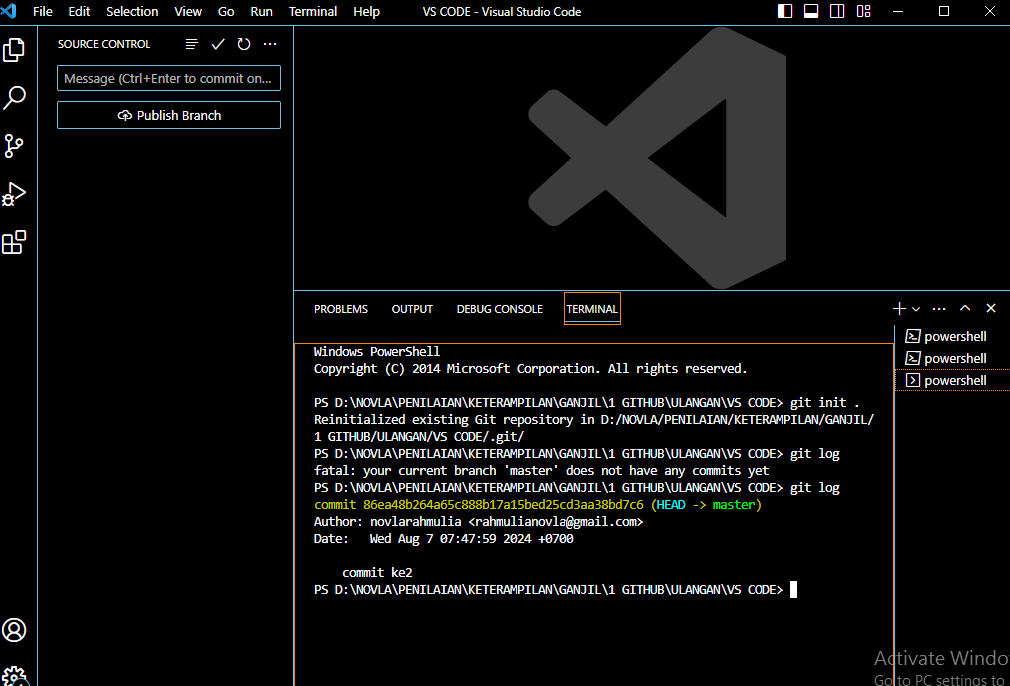 File Edit Selection View Go Run Terminal Help VS CODE - Visual Studio Code
SOURCE CONTROL
Message (Ctrl+Enter to commit on...
Publish Branch
PROBLEMS OUTPUT DEBUG CONSOLE TERMINAL
powershell
powershell
powershell
Windows PowerShell
Copyright (C) 2014 Microsoft Corporation. All rights reserved.
PS D:\NOVLA\PENILAIAN\KETERAMPILAN\GANJIL\1 GITHUB\ULANGAN\VS CODE> git init .
Reinitialized existing Git repository in D:/NOVLA/PENILAIAN/KETERAMPILAN/GANJIL/
1 GITHUB/ULANGAN/VS CODE/.git/
PS D:\NOVLA\PENILAIAN\KETERAMPILAN\GANJIL\1 GITHUB\ULANGAN\VS CODE> git log
fatal: your current branch 'master' does not have any commits yet
PS D:\NOVLA\PENILAIAN\KETERAMPILAN\GANJIL\1 GITHUB\ULANGAN\VS CODE> git log
commit 86ea48b264a65c888b17a15bed25cd3aa38bd7c6 (HEAD -> master)
Author: novlarahmulia <rahmulianovla@gmail.com>
Date:   Wed Aug 7 07:47:59 2024 +0700
commit ke2
PS D:\NOVLA\PENILAIAN\KETERAMPILAN\GANJIL\1 GITHUB\ULANGAN\VS CODE>
Activate Windo
Go to PC settings to